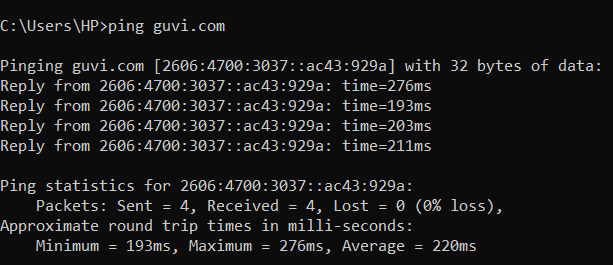 C:\Users\HP>ping guvi.com
Pinging guvi.com [2606:4700:3037::ac43:929a] with 32 bytes of data:
Reply from 2606:4700:3037::ac43:929a: time=276ms
Reply from 2606:4700:3037::ac43:929a: time=193ms
Reply from 2606:4700:3037::ac43:929a: time=203ms
Reply from 2606:4700:3037::ac43:929a: time=211ms
Ping statistics for 2606:4700:3037::ac43:929a:
    Packets: Sent = 4, Received = 4, Lost = 0 (0% loss),
Approximate round trip times in milli-seconds:
    Minimum = 193ms, Maximum = 276ms, Average = 220ms